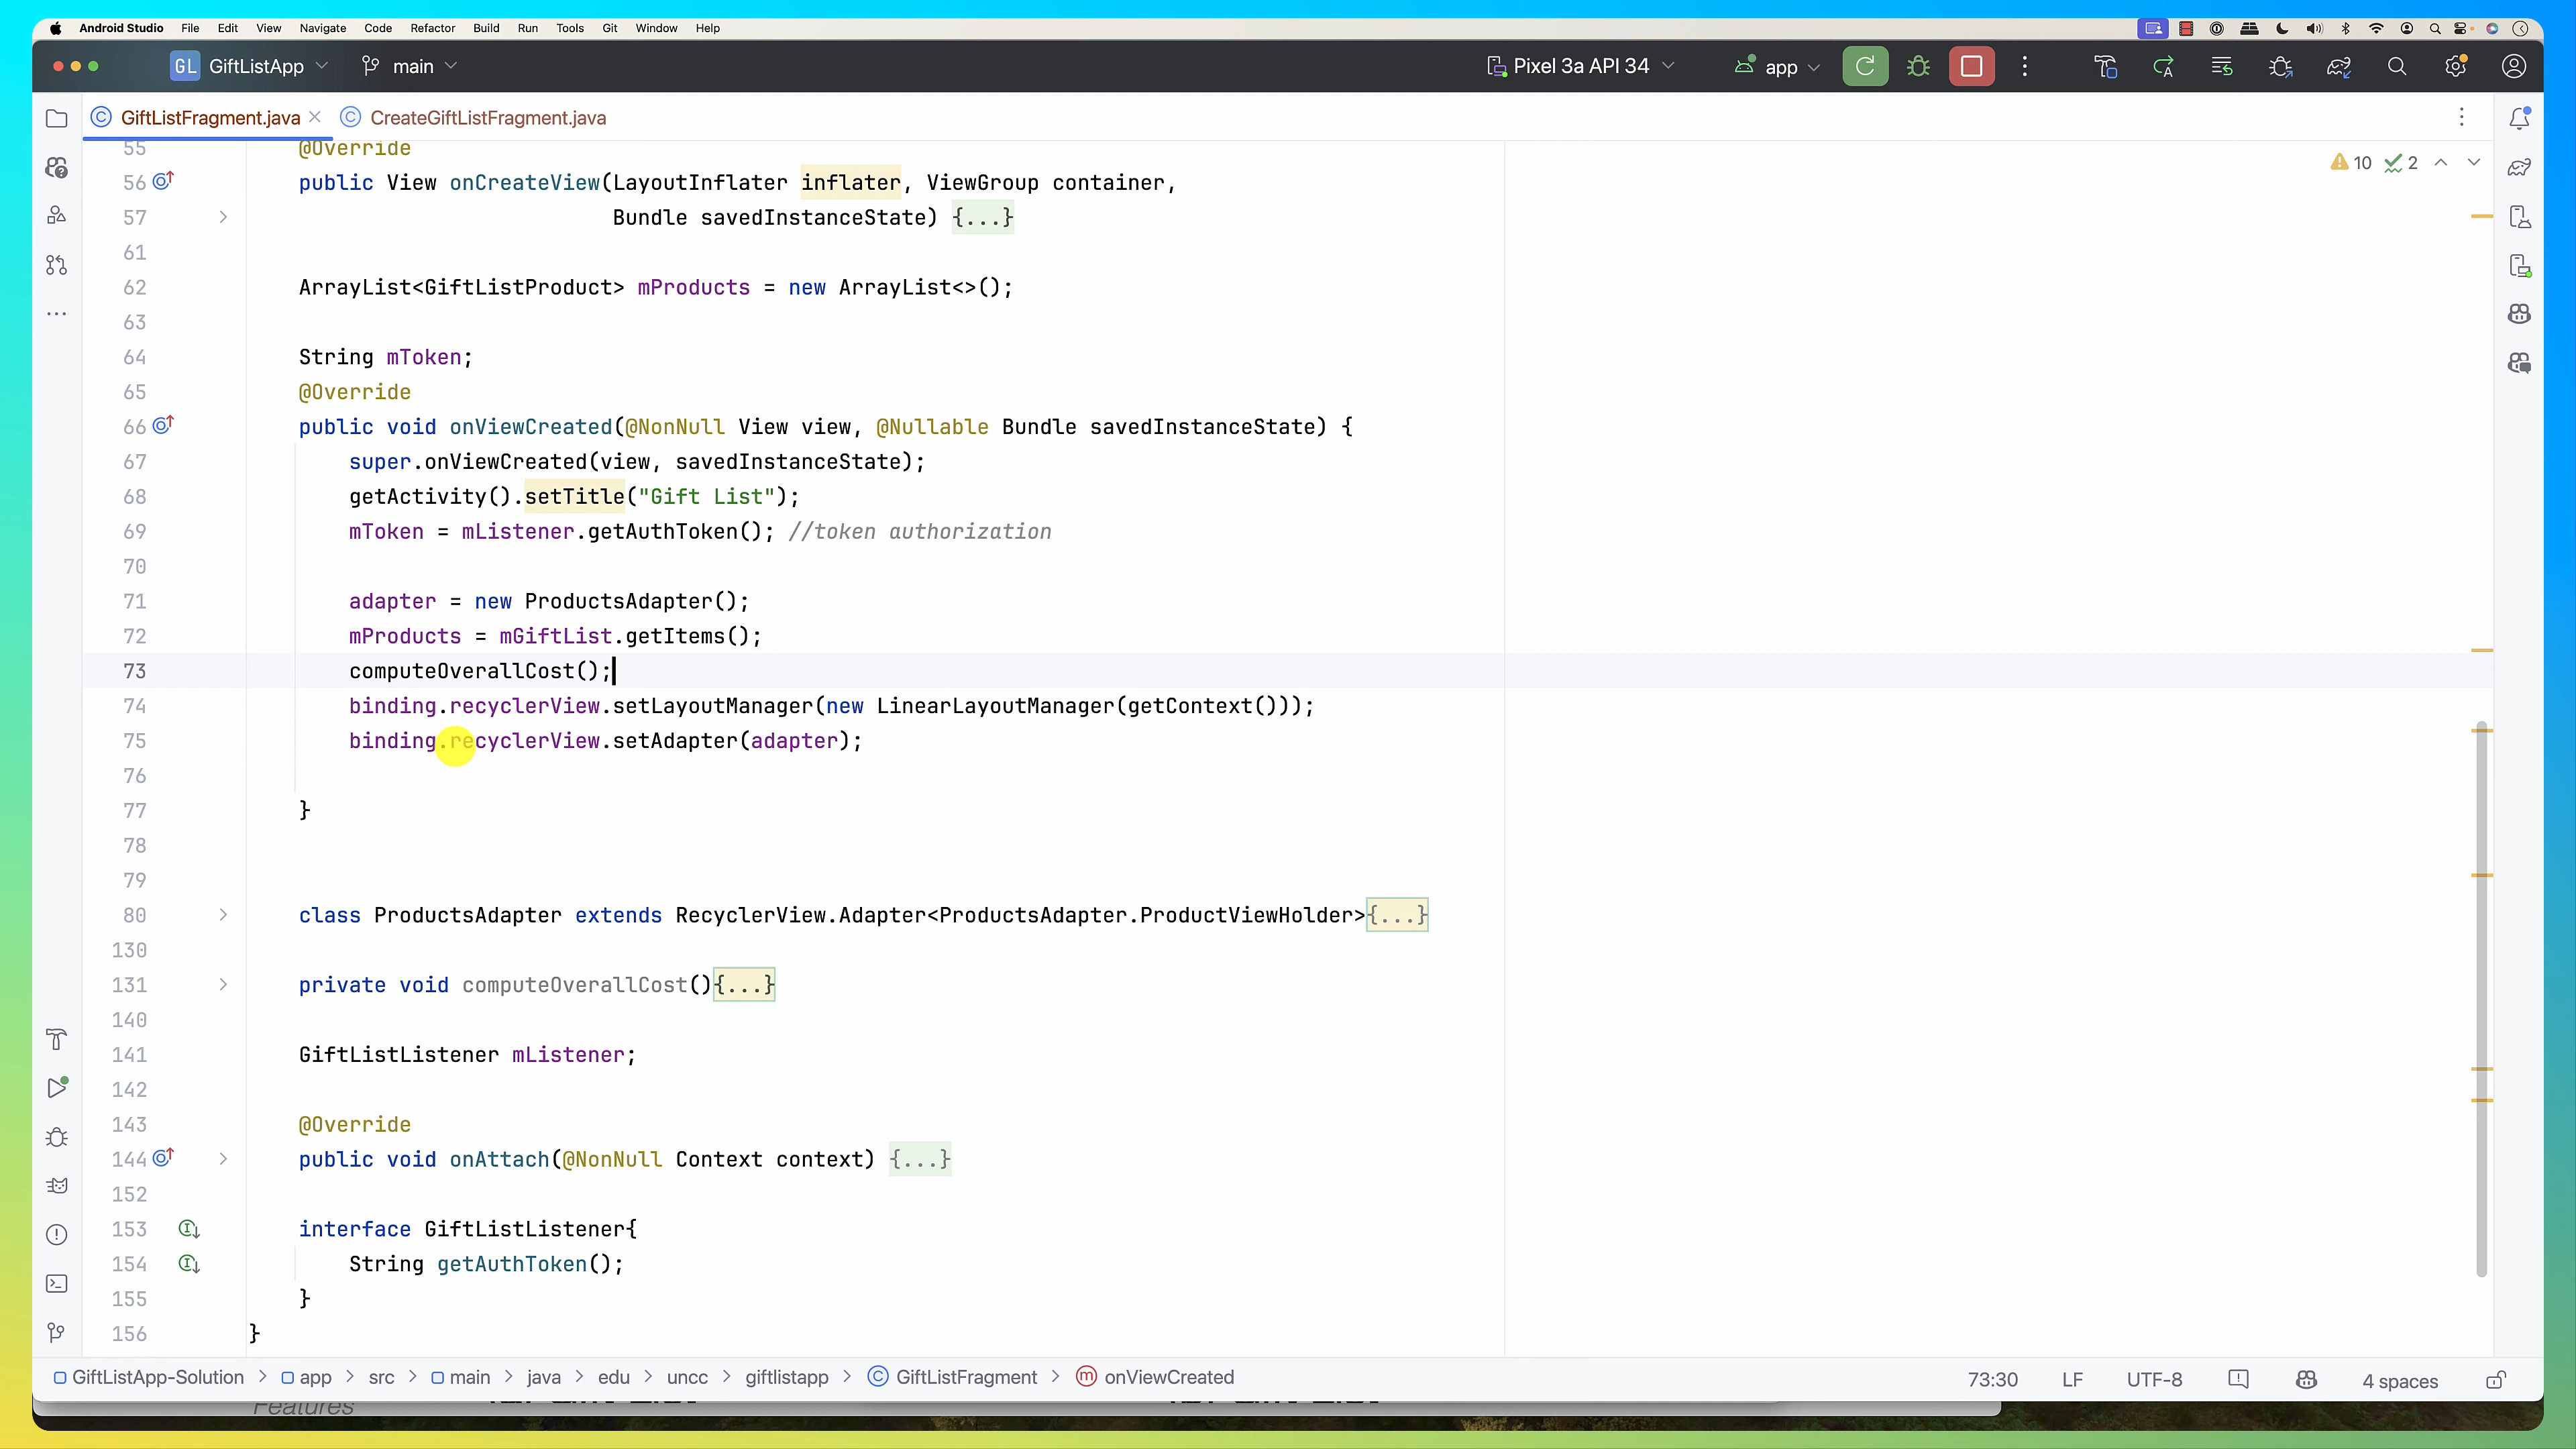 Android Studio File Edit View Navigate Code Refactor Build Run Tools Git Window Help
GL GiftListApp main Pixel 3a API 34 app
GiftListFragment.java CreateGiftListFragment.java
10 2
55 @Override
56 public View onCreateView(LayoutInflater inflater, ViewGroup container,
57 Bundle savedInstanceState) {...}
61
62 ArrayList<GiftListProduct> mProducts = new ArrayList<>();
63
64 String mToken;
65 @Override
66 public void onViewCreated(@NonNull View view, @Nullable Bundle savedInstanceState) {
67 super.onViewCreated(view, savedInstanceState);
68 getActivity().setTitle("Gift List");
69 mToken = mListener.getAuthToken(); //token authorization
70
71 adapter = new ProductsAdapter();
72 mProducts = mGiftList.getItems();
73 computeOverallCost();
74 binding.recyclerView.setLayoutManager(new LinearLayoutManager(getContext()));
75 binding.recyclerView.setAdapter(adapter);
76
77 }
78
79
80 class ProductsAdapter extends RecyclerView.Adapter<ProductsAdapter.ProductViewHolder>{...}
130
131 private void computeOverallCost(){...}
140
141 GiftListListener mListener;
142
143 @Override
144 public void onAttach(@NonNull Context context) {...}
152
153 interface GiftListListener{
154 String getAuthToken();
155 }
156 }
GiftListApp-Solution > app > src > main > java > edu > uncc > giftlistapp > GiftListFragment > onViewCreated 73:30 LF UTF-8 4 spaces
Features